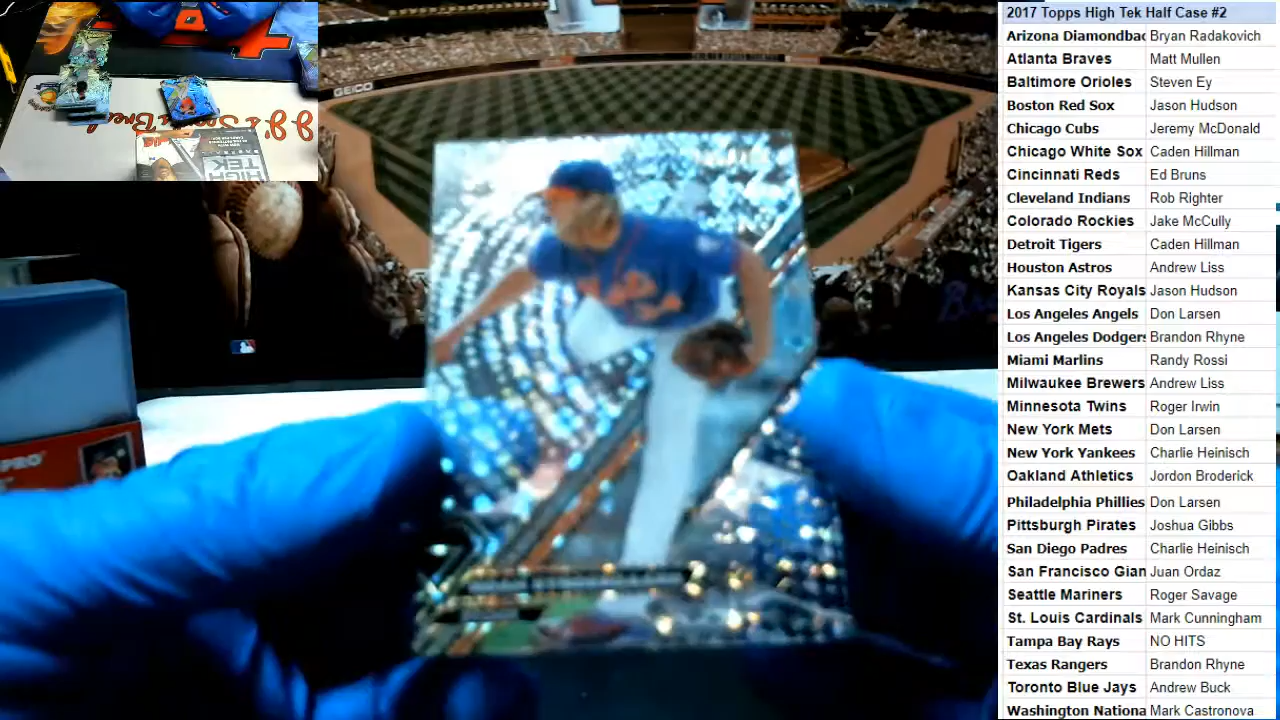 2017 Topps High Tek Half Case #2
Arizona Diamondbac Bryan Radakovich
Atlanta Braves Matt Mullen
Baltimore Orioles Steven Ey
Boston Red Sox Jason Hudson
Chicago Cubs Jeremy McDonald
Chicago White Sox Caden Hillman
Cincinnati Reds Ed Bruns
Cleveland Indians Rob Righter
Colorado Rockies Jake McCully
Detroit Tigers Caden Hillman
Houston Astros Andrew Liss
Kansas City Royals Jason Hudson
Los Angeles Angels Don Larsen
Los Angeles Dodgers Brandon Rhyne
Miami Marlins Randy Rossi
Milwaukee Brewers Andrew Liss
Minnesota Twins Roger Irwin
New York Mets Don Larsen
New York Yankees Charlie Heinisch
Oakland Athletics Jordon Broderick
Philadelphia Phillies Don Larsen
Pittsburgh Pirates Joshua Gibbs
San Diego Padres Charlie Heinisch
San Francisco Gian Juan Ordaz
Seattle Mariners Roger Savage
St. Louis Cardinals Mark Cunningham
Tampa Bay Rays NO HITS
Texas Rangers Brandon Rhyne
Toronto Blue Jays Andrew Buck
Washington Nationa Mark Castronova
GEICO
HIGH
TEK
PRO
Mets